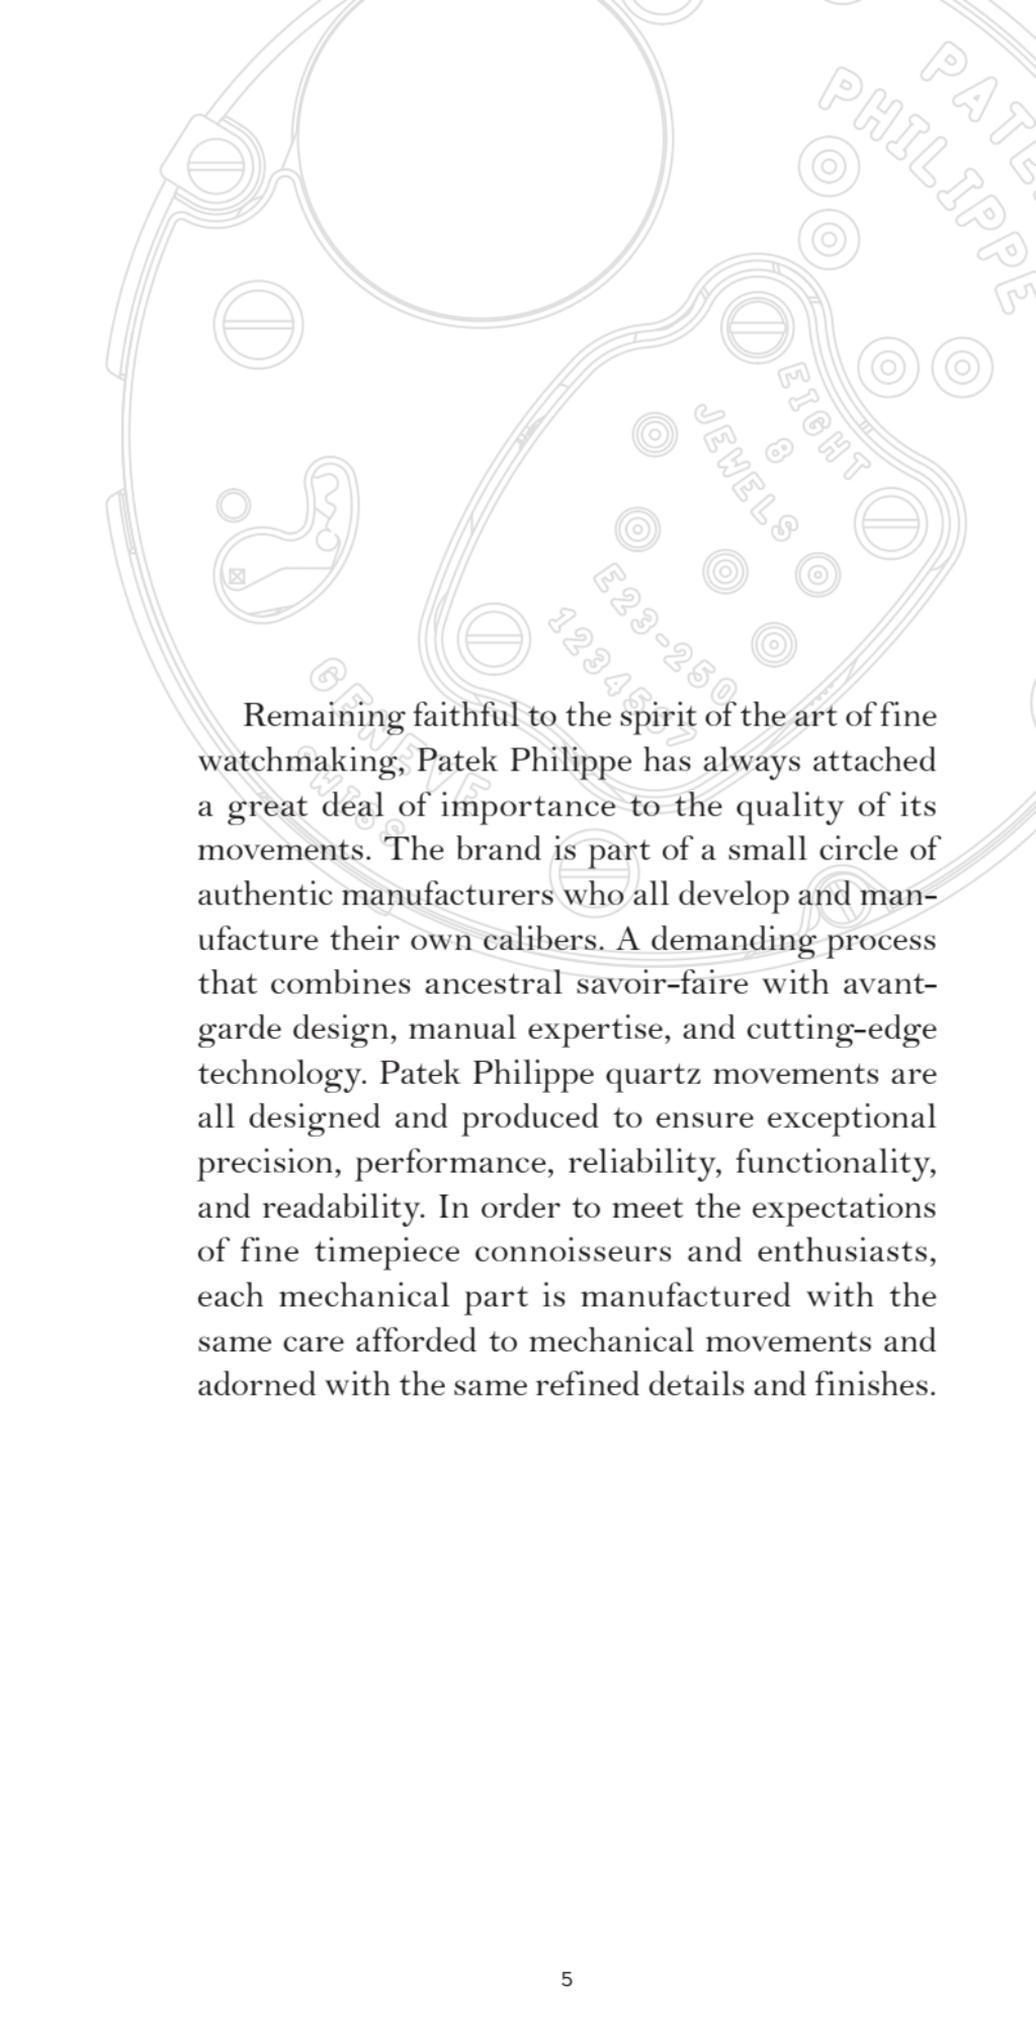 PATE
PHILIPPE
EIGHT
8
JEWELS
E23-250
1234567
GENEVE
SWISS
Remaining faithful to the spirit of the art of fine
watchmaking, Patek Philippe has always attached
a great deal of importance to the quality of its
movements. The brand is part of a small circle of
authentic manufacturers who all develop and man-
ufacture their own calibers. A demanding process
that combines ancestral savoir-faire with avant-
garde design, manual expertise, and cutting-edge
technology. Patek Philippe quartz movements are
all designed and produced to ensure exceptional
precision, performance, reliability, functionality,
and readability. In order to meet the expectations
of fine timepiece connoisseurs and enthusiasts,
each mechanical part is manufactured with the
same care afforded to mechanical movements and
adorned with the same refined details and finishes.
5